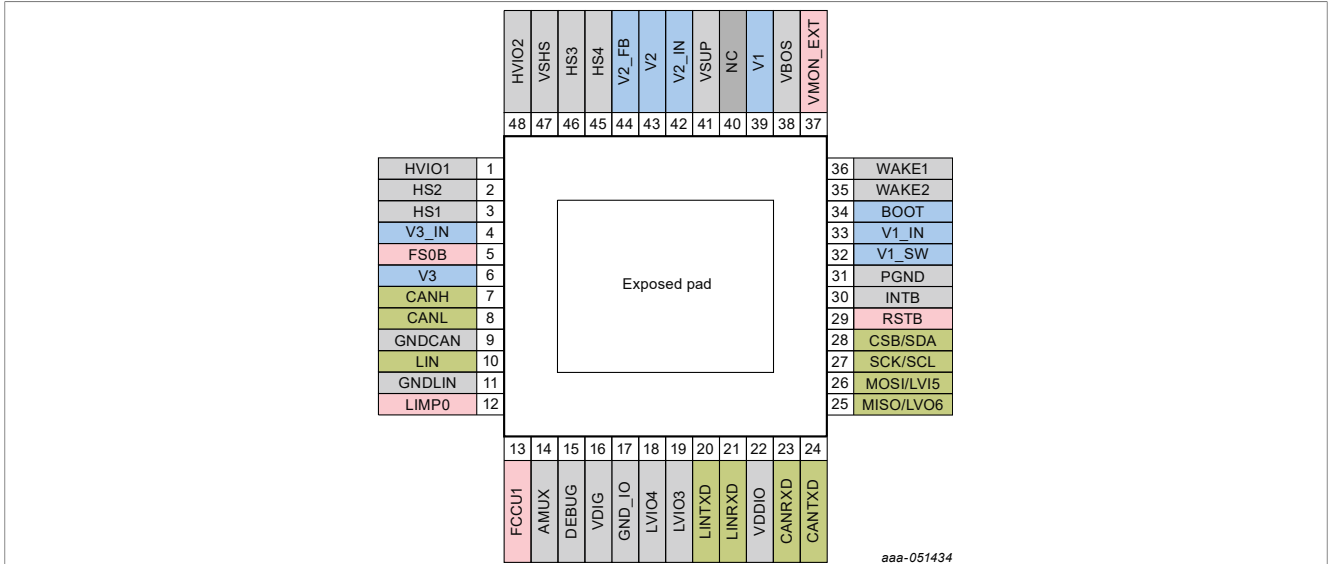 HVIO2 VSHS HS3 HS4 V2_FB V2 V2_IN VSUP NC V1 VBOS VMON_EXT
48 47 46 45 44 43 42 41 40 39 38 37
HVIO1 1 36 WAKE1
HS2 2 35 WAKE2
HS1 3 34 BOOT
V3_IN 4 33 V1_IN
FS0B 5 32 V1_SW
V3 6 31 PGND
Exposed pad
CANH 7 30 INTB
CANL 8 29 RSTB
GNDCAN 9 28 CSB/SDA
LIN 10 27 SCK/SCL
GNDLIN 11 26 MOSI/LVI5
LIMP0 12 25 MISO/LVO6
13 14 15 16 17 18 19 20 21 22 23 24
FCCU1 AMUX DEBUG VDIG GND_IO LVIO4 LVIO3 LINTXD LINRXD VDDIO CANRXD CANTXD
aaa-051434